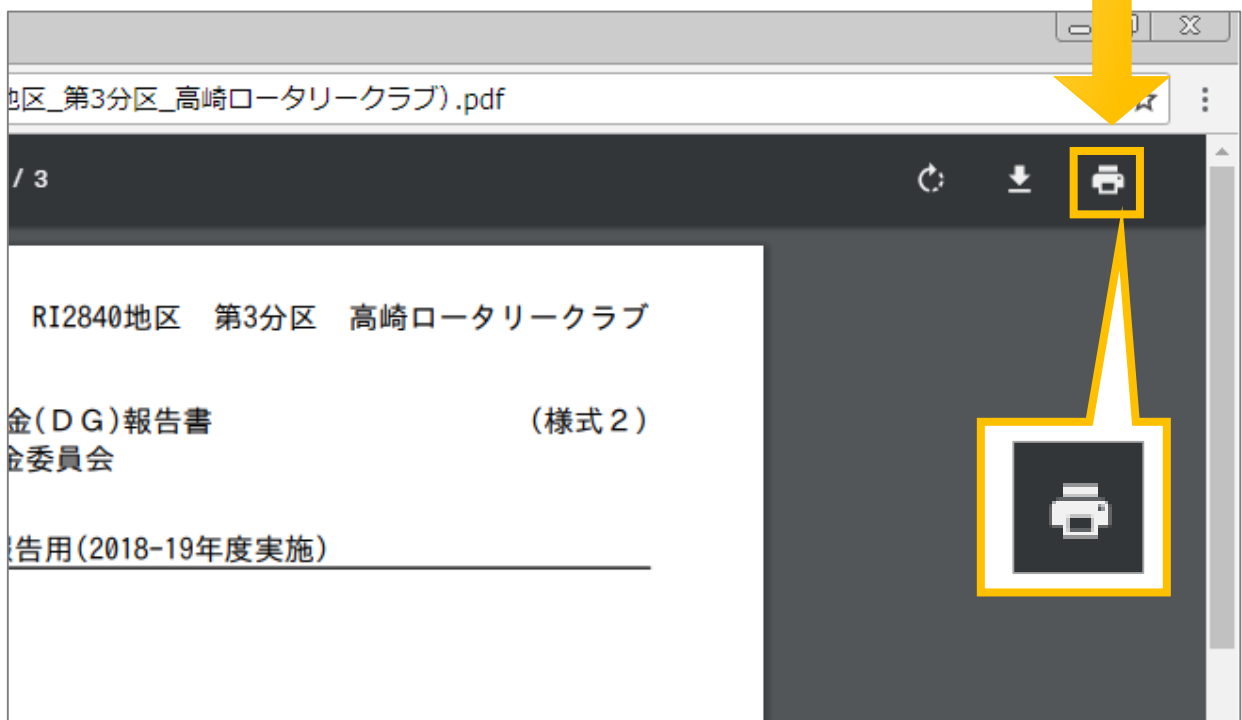 地区_第3分区_高崎ロータリークラブ).pdf
/ 3
RI2840地区　第3分区　高崎ロータリークラブ
金(ＤＧ)報告書　(様式２)
金委員会
告用(2018-19年度実施)